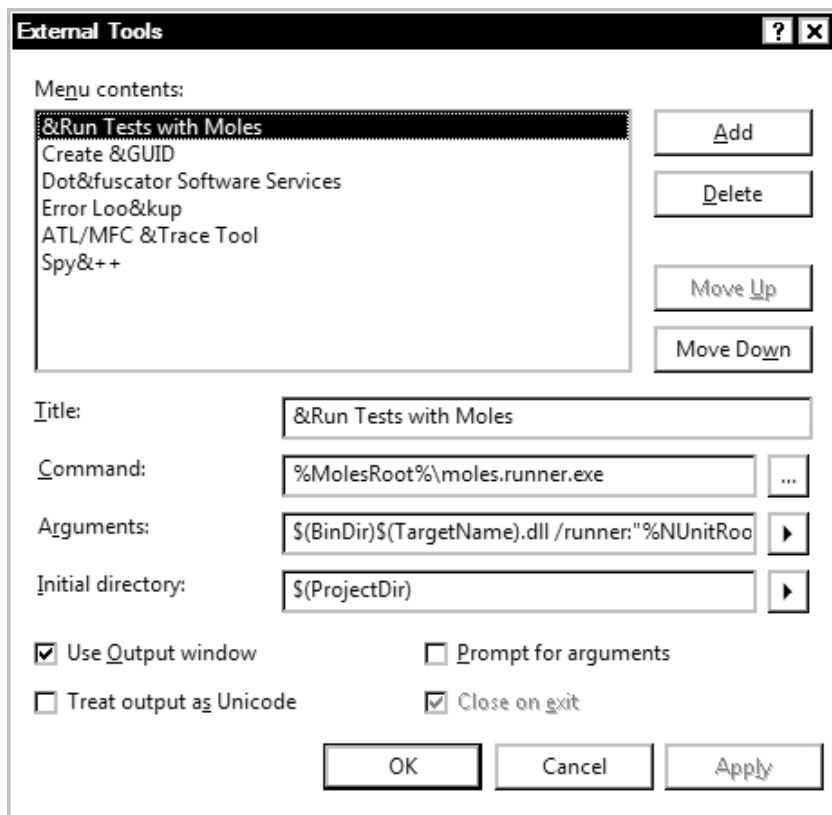 External Tools
Menu contents:
&Run Tests with Moles
Create &GUID
Dot&fuscator Software Services
Error Loo&kup
ATL/MFC &Trace Tool
Spy&++
Add
Delete
Move Up
Move Down
Title:
&Run Tests with Moles
Command:
%MolesRoot%\moles.runner.exe
...
Arguments:
$(BinDir)$(TargetName).dll /runner:"%NUnitRoo
Initial directory:
$(ProjectDir)
Use Output window
Prompt for arguments
Treat output as Unicode
Close on exit
OK
Cancel
Apply